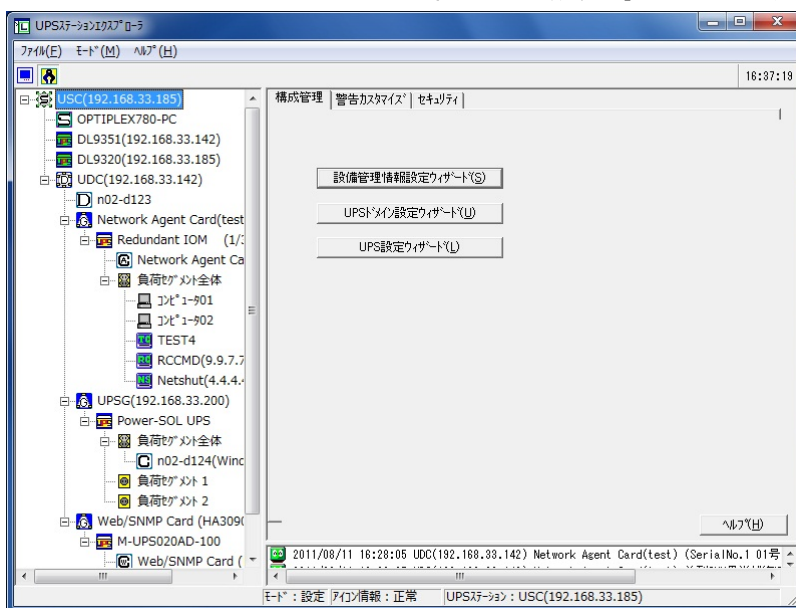 UPSステーションエクスプローラ
ファイル(F) モード(M) ヘルプ(H)
16:37:19
USC(192.168.33.185)
OPTIPLEX780-PC
DL9351(192.168.33.142)
DL9320(192.168.33.185)
UDC(192.168.33.142)
n02-d123
Network Agent Card(test
Redundant IOM (1/
Network Agent Ca
負荷セグメント全体
コンピュータ01
コンピュータ02
TEST4
RCCMD(9.9.7.7
Netshut(4.4.4.
UPSG(192.168.33.200)
Power-SOL UPS
負荷セグメント全体
n02-d124(Winc
負荷セグメント 1
負荷セグメント 2
Web/SNMP Card (HA309
M-UPS020AD-100
Web/SNMP Card (
構成管理 警告カスタマイズ セキュリティ
設備管理情報設定ウィザード(S)
UPSドメイン設定ウィザード(U)
UPS設定ウィザード(L)
ヘルプ(H)
2011/08/11 16:28:05 UDC(192.168.33.142) Network Agent Card(test) (SerialNo.1 01号
モード：設定 アイコン情報：正常 UPSステーション：USC(192.168.33.185)